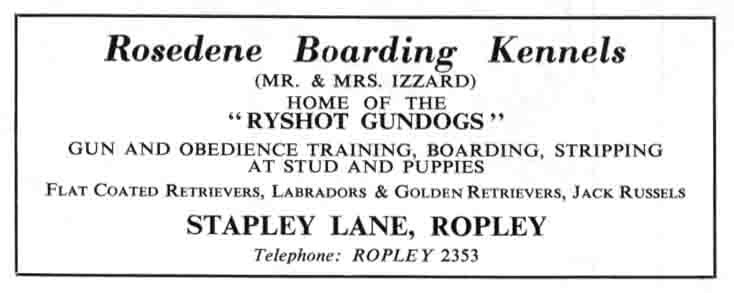 Rosedene Boarding Kennels
(MR. & MRS. IZZARD)
HOME OF THE
"RYSHOT GUNDOGS"
GUN AND OBEDIENCE TRAINING, BOARDING, STRIPPING
AT STUD AND PUPPIES
FLAT COATED RETRIEVERS, LABRADORS & GOLDEN RETRIEVERS, JACK RUSSELS
STAPLEY LANE, ROPLEY
Telephone: ROPLEY 2353